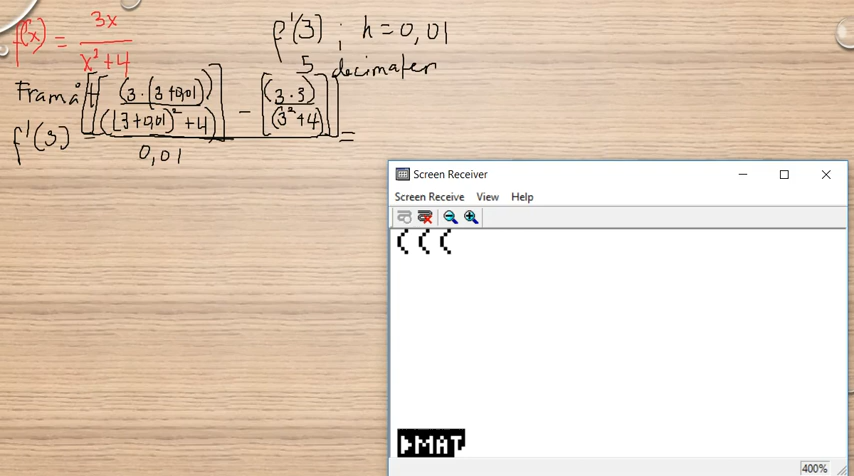 f(x) = 3x / x² + 4
f'(3) ; h = 0,01
5 decimaler
Framåt
f'(3) = [[(3·(3+0,01)) / ([3+0,01)² + 4)] − [(3·3) / (3²+4)]] / 0,01 =
Screen Receiver
Screen Receive View Help
(((
▶MAT
400%